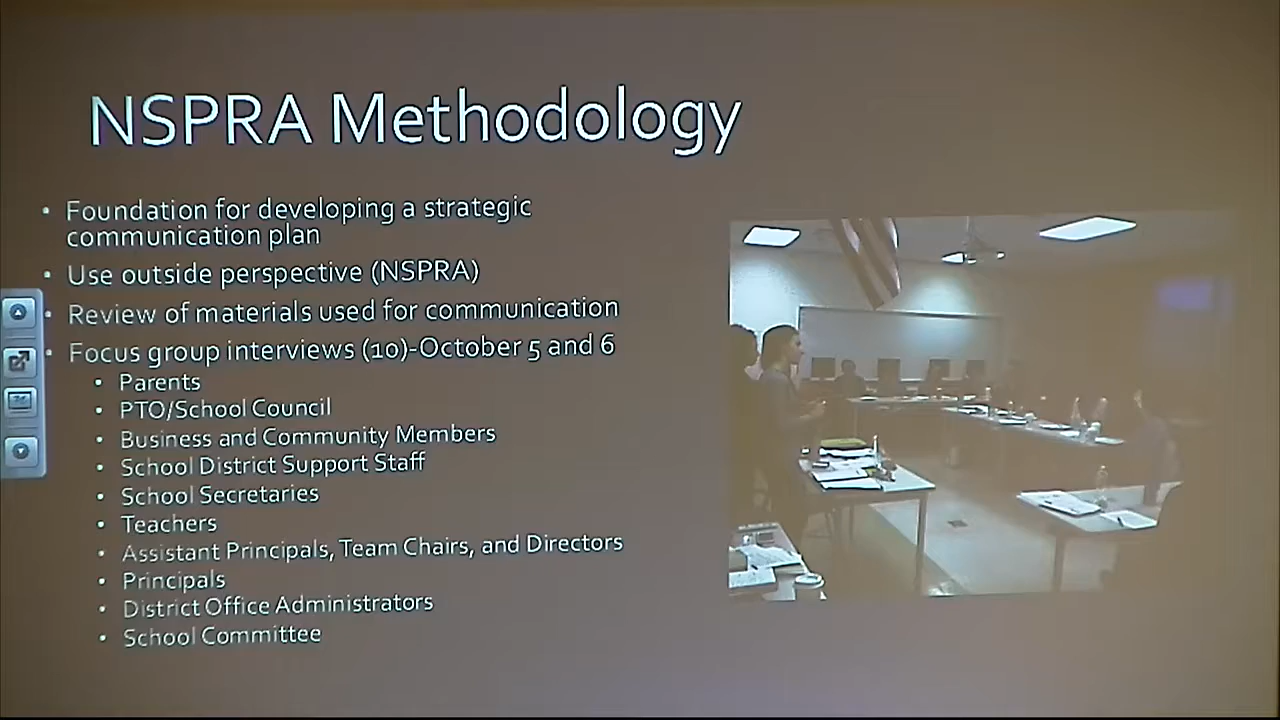 NSPRA Methodology
• Foundation for developing a strategic
communication plan
• Use outside perspective (NSPRA)
• Review of materials used for communication
• Focus group interviews (10)-October 5 and 6
• Parents
• PTO/School Council
• Business and Community Members
• School District Support Staff
• School Secretaries
• Teachers
• Assistant Principals, Team Chairs, and Directors
• Principals
• District Office Administrators
• School Committee